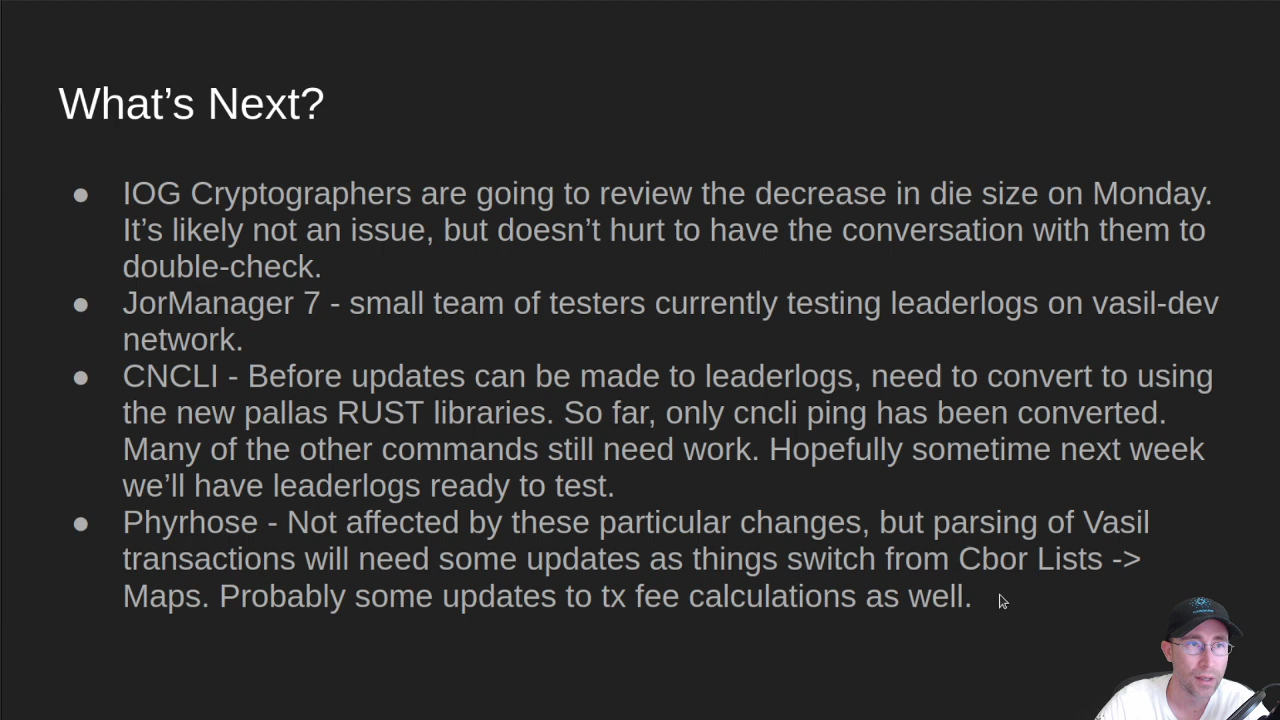 What’s Next?
● IOG Cryptographers are going to review the decrease in die size on Monday.
It’s likely not an issue, but doesn’t hurt to have the conversation with them to
double-check.
● JorManager 7 - small team of testers currently testing leaderlogs on vasil-dev
network.
● CNCLI - Before updates can be made to leaderlogs, need to convert to using
the new pallas RUST libraries. So far, only cncli ping has been converted.
Many of the other commands still need work. Hopefully sometime next week
we’ll have leaderlogs ready to test.
● Phyrhose - Not affected by these particular changes, but parsing of Vasil
transactions will need some updates as things switch from Cbor Lists ->
Maps. Probably some updates to tx fee calculations as well.